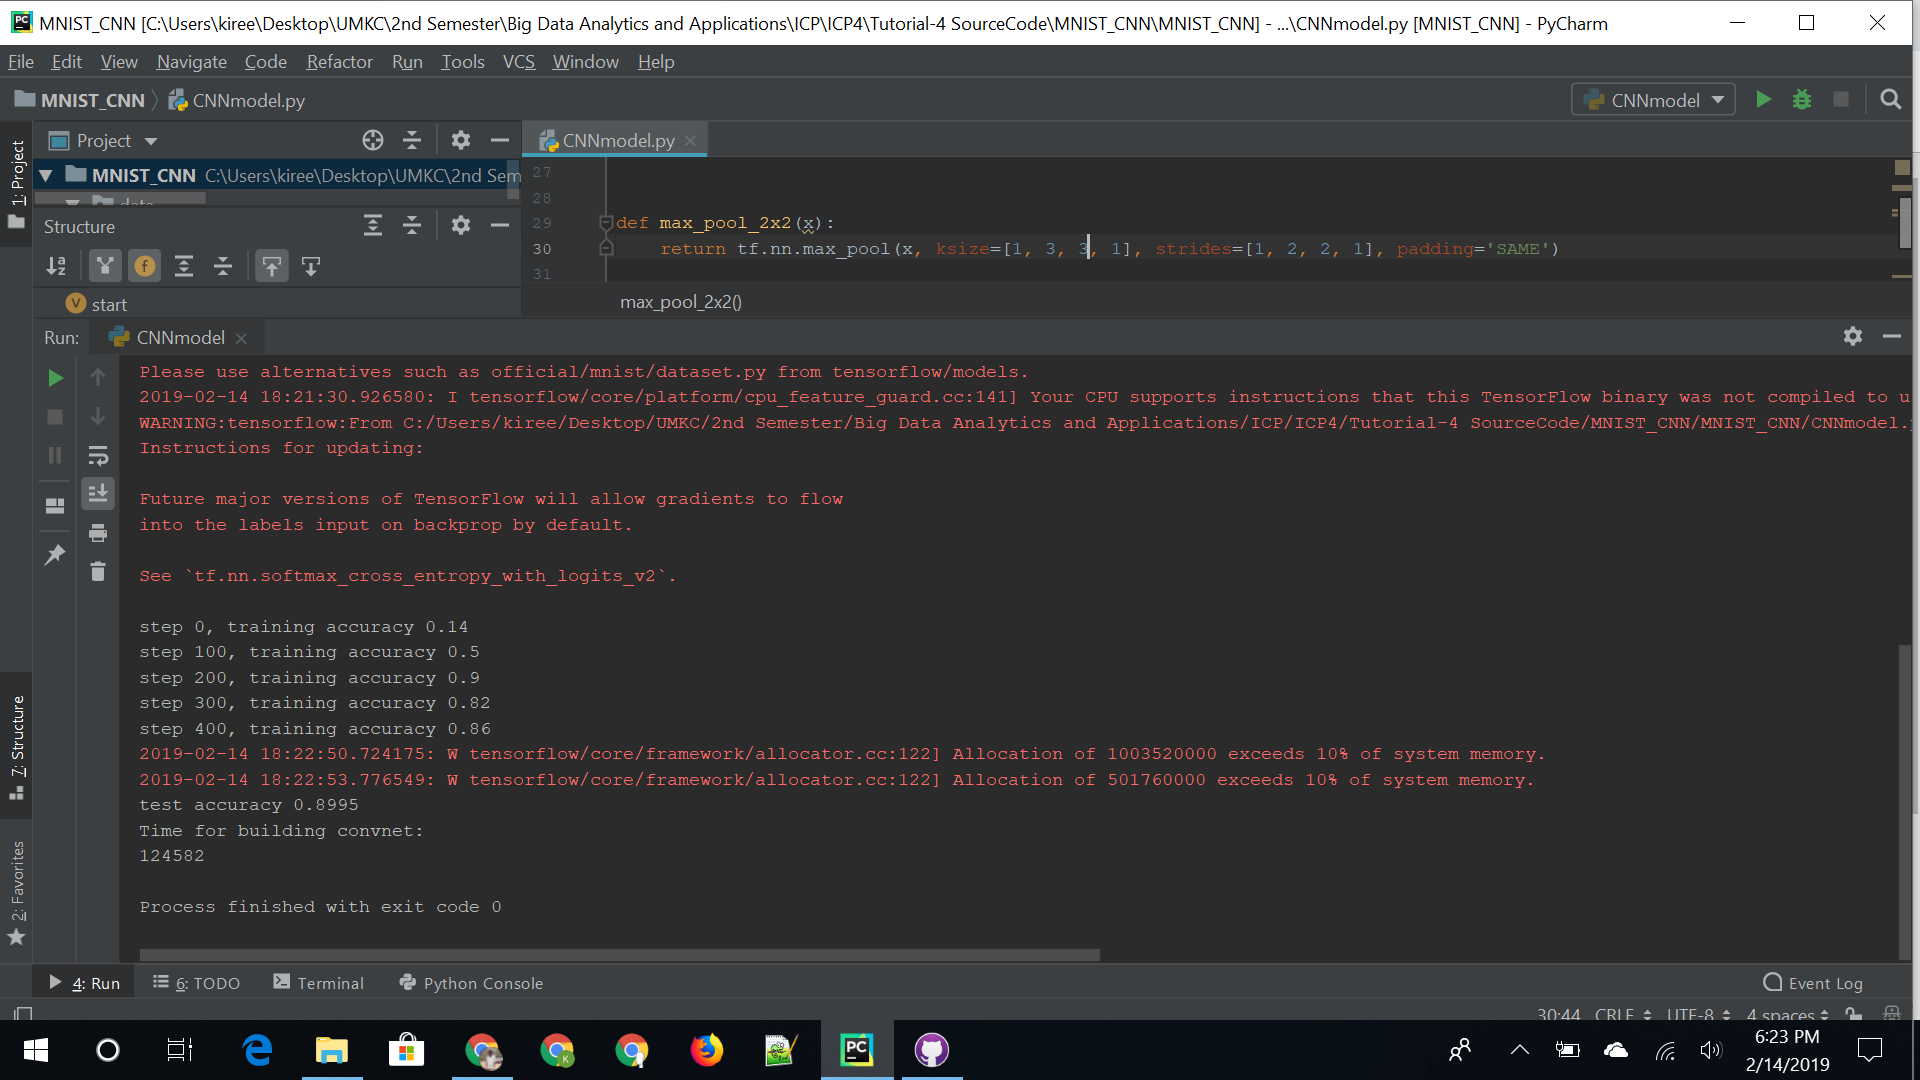 MNIST_CNN [C:\Users\kiree\Desktop\UMKC\2nd Semester\Big Data Analytics and Applications\ICP\ICP4\Tutorial-4 SourceCode\MNIST_CNN\MNIST_CNN] - ...\CNNmodel.py [MNIST_CNN] - PyCharm
File Edit View Navigate Code Refactor Run Tools VCS Window Help
MNIST_CNN CNNmodel.py CNNmodel
1: Project
Project CNNmodel.py
MNIST_CNN C:\Users\kiree\Desktop\UMKC\2nd Sem
27
28
Structure
29 def max_pool_2x2(x):
30 return tf.nn.max_pool(x, ksize=[1, 3, 3, 1], strides=[1, 2, 2, 1], padding='SAME')
31
start
max_pool_2x2()
Run: CNNmodel
Please use alternatives such as official/mnist/dataset.py from tensorflow/models.
2019-02-14 18:21:30.926580: I tensorflow/core/platform/cpu_feature_guard.cc:141] Your CPU supports instructions that this TensorFlow binary was not compiled to u
WARNING:tensorflow:From C:/Users/kiree/Desktop/UMKC/2nd Semester/Big Data Analytics and Applications/ICP/ICP4/Tutorial-4 SourceCode/MNIST_CNN/MNIST_CNN/CNNmodel.
Instructions for updating:
Future major versions of TensorFlow will allow gradients to flow
into the labels input on backprop by default.
See `tf.nn.softmax_cross_entropy_with_logits_v2`.
step 0, training accuracy 0.14
step 100, training accuracy 0.5
step 200, training accuracy 0.9
step 300, training accuracy 0.82
step 400, training accuracy 0.86
2019-02-14 18:22:50.724175: W tensorflow/core/framework/allocator.cc:122] Allocation of 1003520000 exceeds 10% of system memory.
2019-02-14 18:22:53.776549: W tensorflow/core/framework/allocator.cc:122] Allocation of 501760000 exceeds 10% of system memory.
test accuracy 0.8995
Time for building convnet:
124582
Process finished with exit code 0
7: Structure
2: Favorites
4: Run 6: TODO Terminal Python Console Event Log
30:44 CRLF UTF-8 4 spaces
6:23 PM
2/14/2019